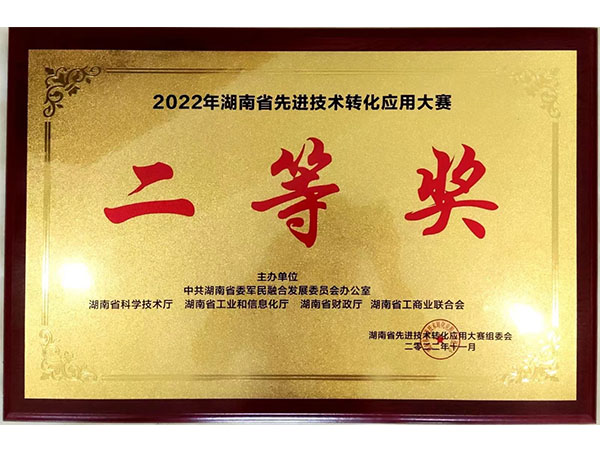 2022年湖南省先进技术转化应用大赛
二等奖
主办单位
中共湖南省委军民融合发展委员会办公室
湖南省科学技术厅 湖南省工业和信息化厅 湖南省财政厅 湖南省工商业联合会
湖南省先进技术转化应用大赛组委会
二零二二年十一月